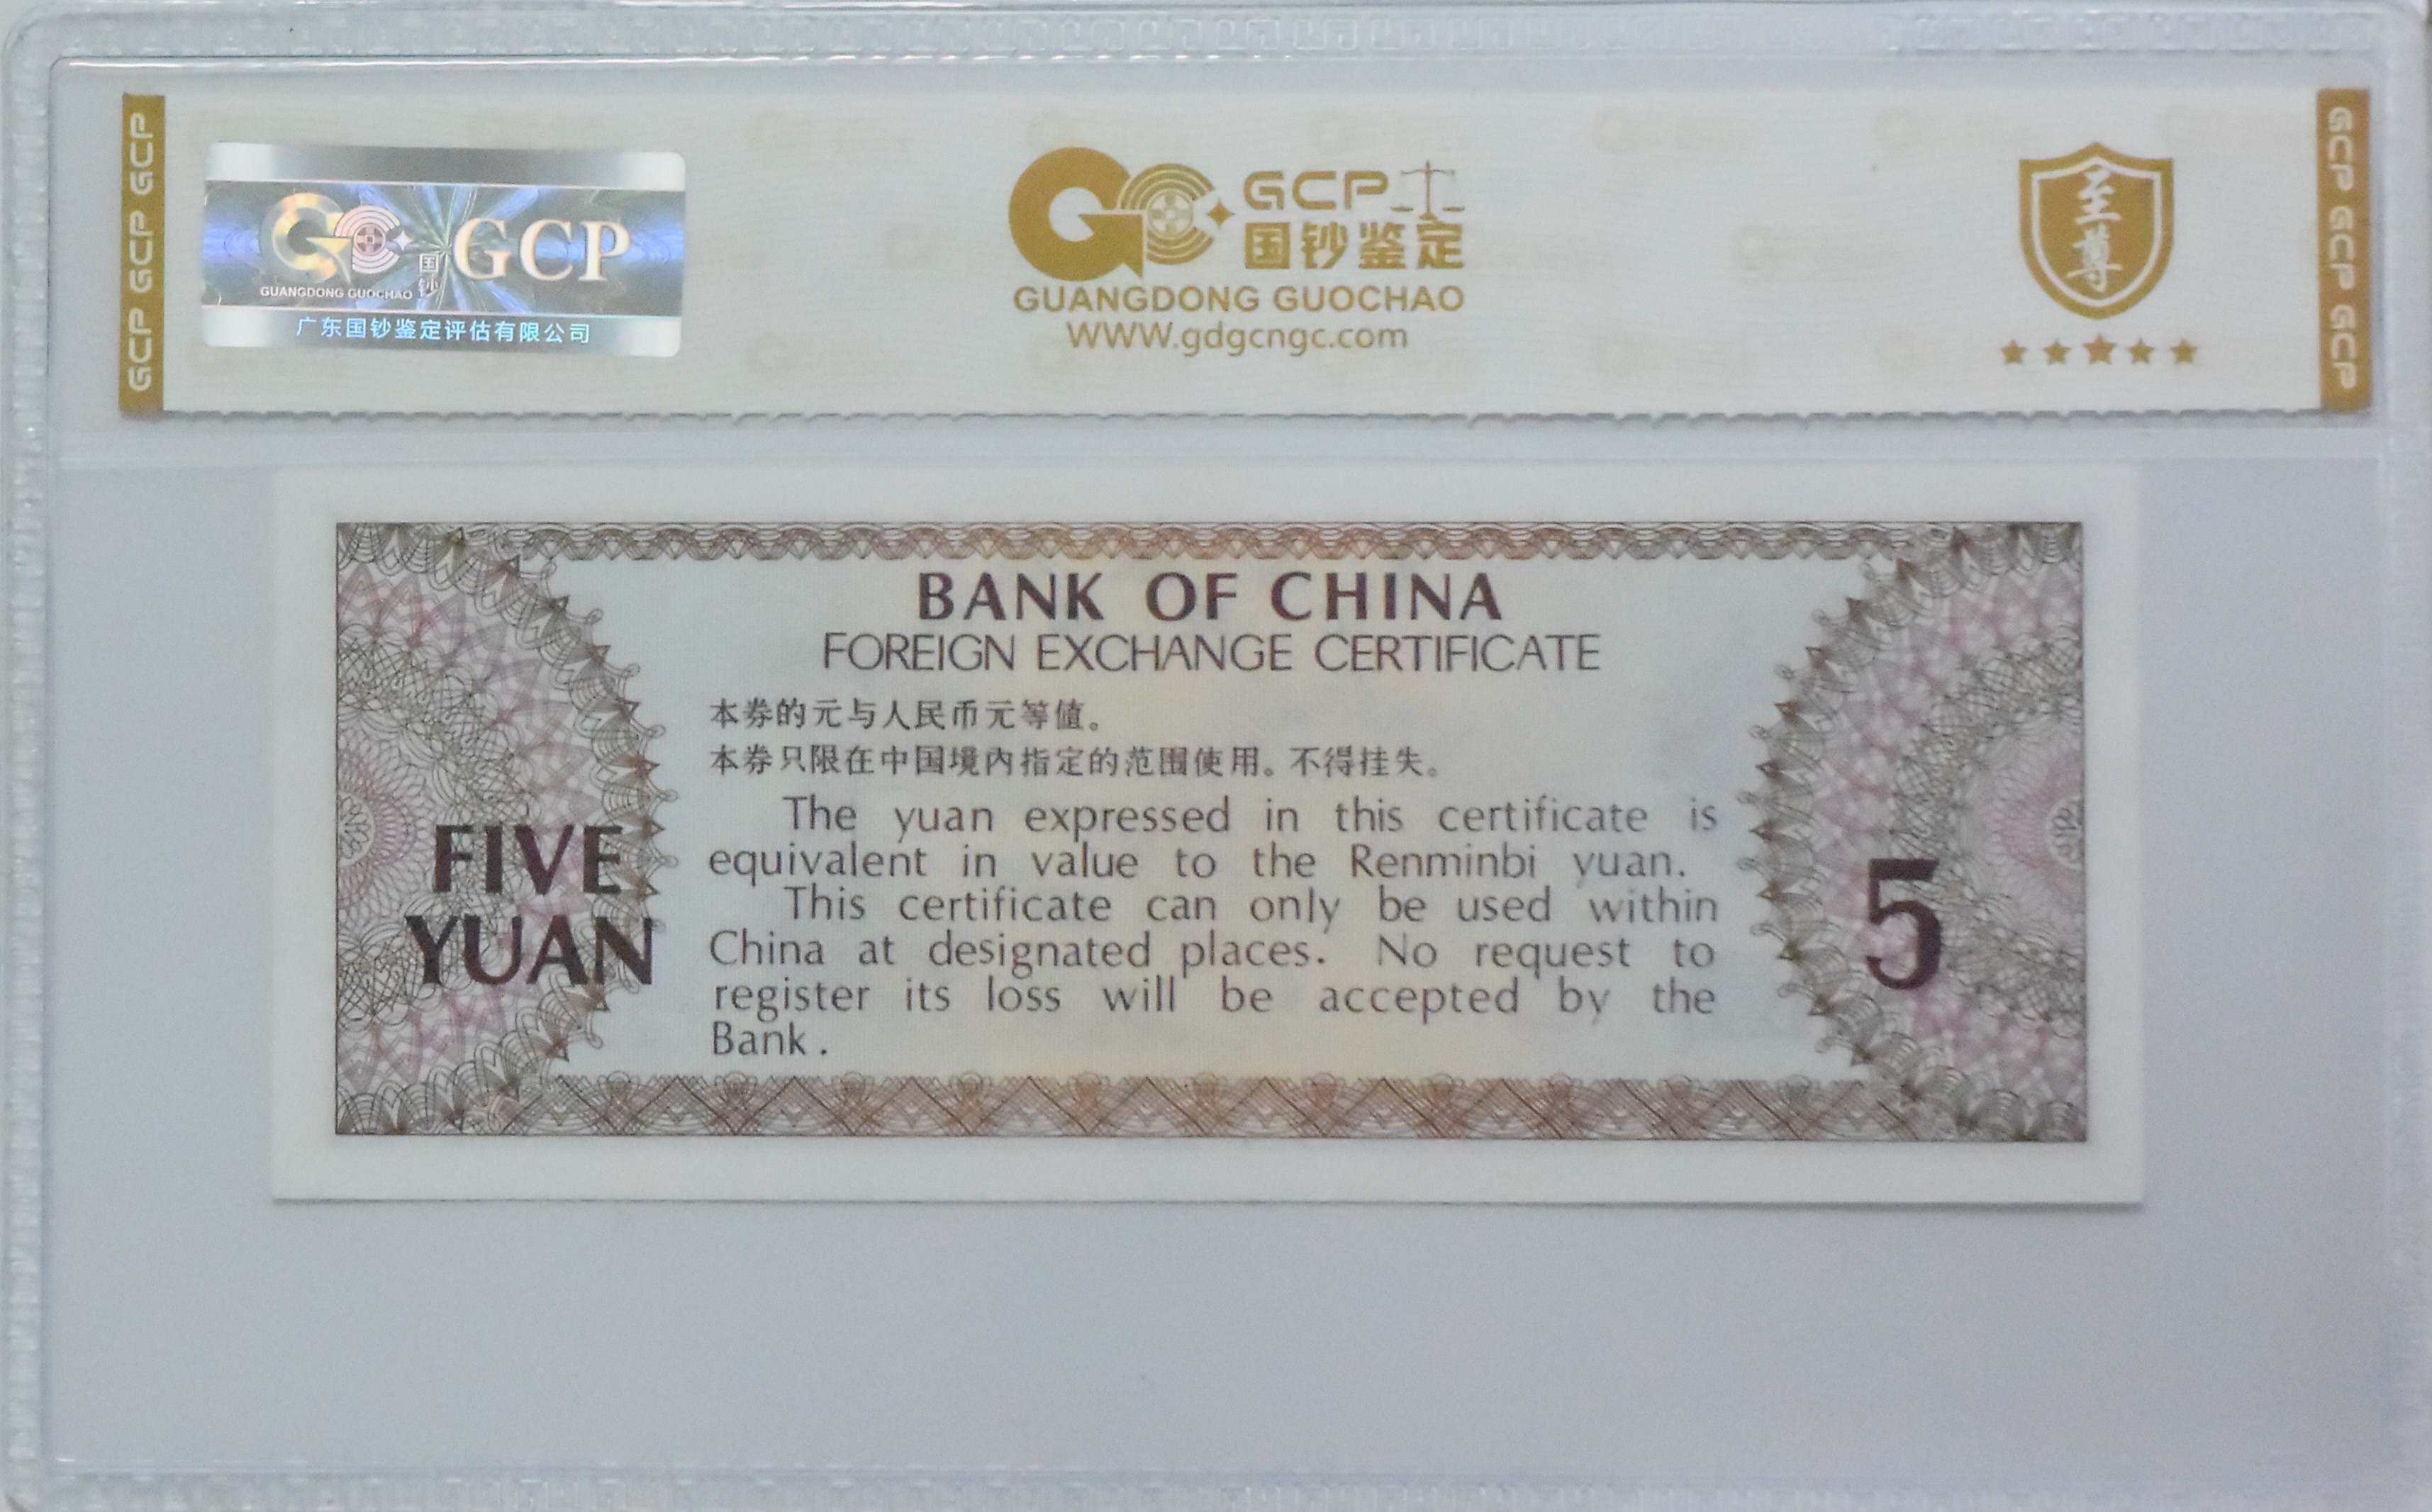 GCP GCP GCP
GUANGDONG GUOCHAO
国钞
GCP
广东国钞鉴定评估有限公司
GCP
国钞鉴定
GUANGDONG GUOCHAO
WWW.gdgcngc.com
至尊
GCP GCP GCP
BANK OF CHINA
FOREIGN EXCHANGE CERTIFICATE
本券的元与人民币元等值。
本券只限在中国境内指定的范围使用。不得挂失。
The yuan expressed in this certificate is
equivalent in value to the Renminbi yuan.
This certificate can only be used within
China at designated places. No request to
register its loss will be accepted by the
Bank.
FIVE
YUAN
5